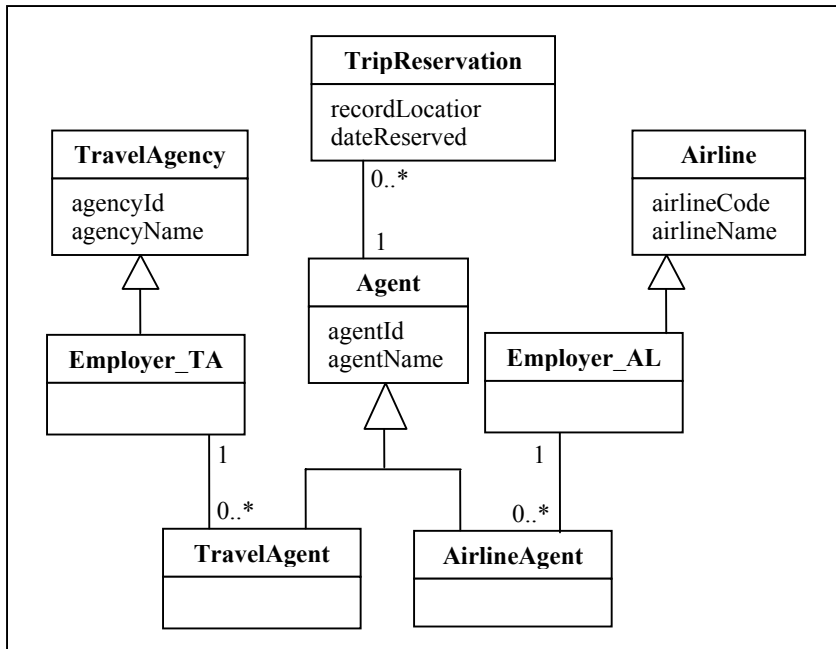 TripReservation
recordLocatior
dateReserved
TravelAgency
agencyId
agencyName
Airline
airlineCode
airlineName
0..*
1
Agent
agentId
agentName
Employer_TA
Employer_AL
1
1
0..*
0..*
TravelAgent
AirlineAgent